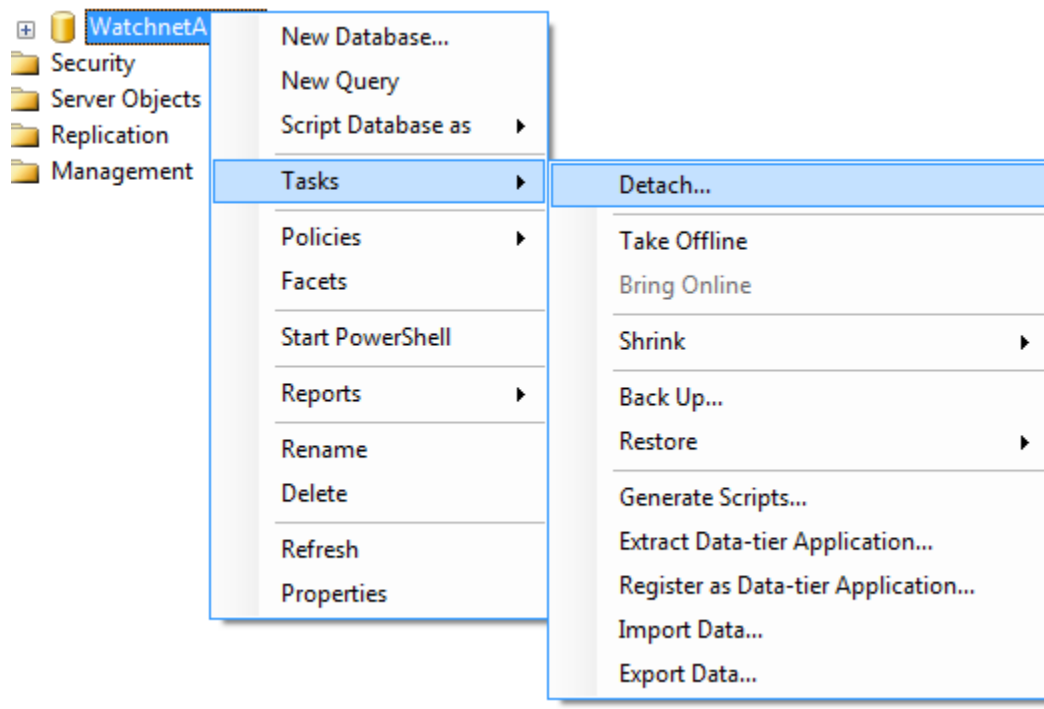 WatchnetA
Security
Server Objects
Replication
Management
New Database...
New Query
Script Database as
Tasks
Policies
Facets
Start PowerShell
Reports
Rename
Delete
Refresh
Properties
Detach...
Take Offline
Bring Online
Shrink
Back Up...
Restore
Generate Scripts...
Extract Data-tier Application...
Register as Data-tier Application...
Import Data...
Export Data...